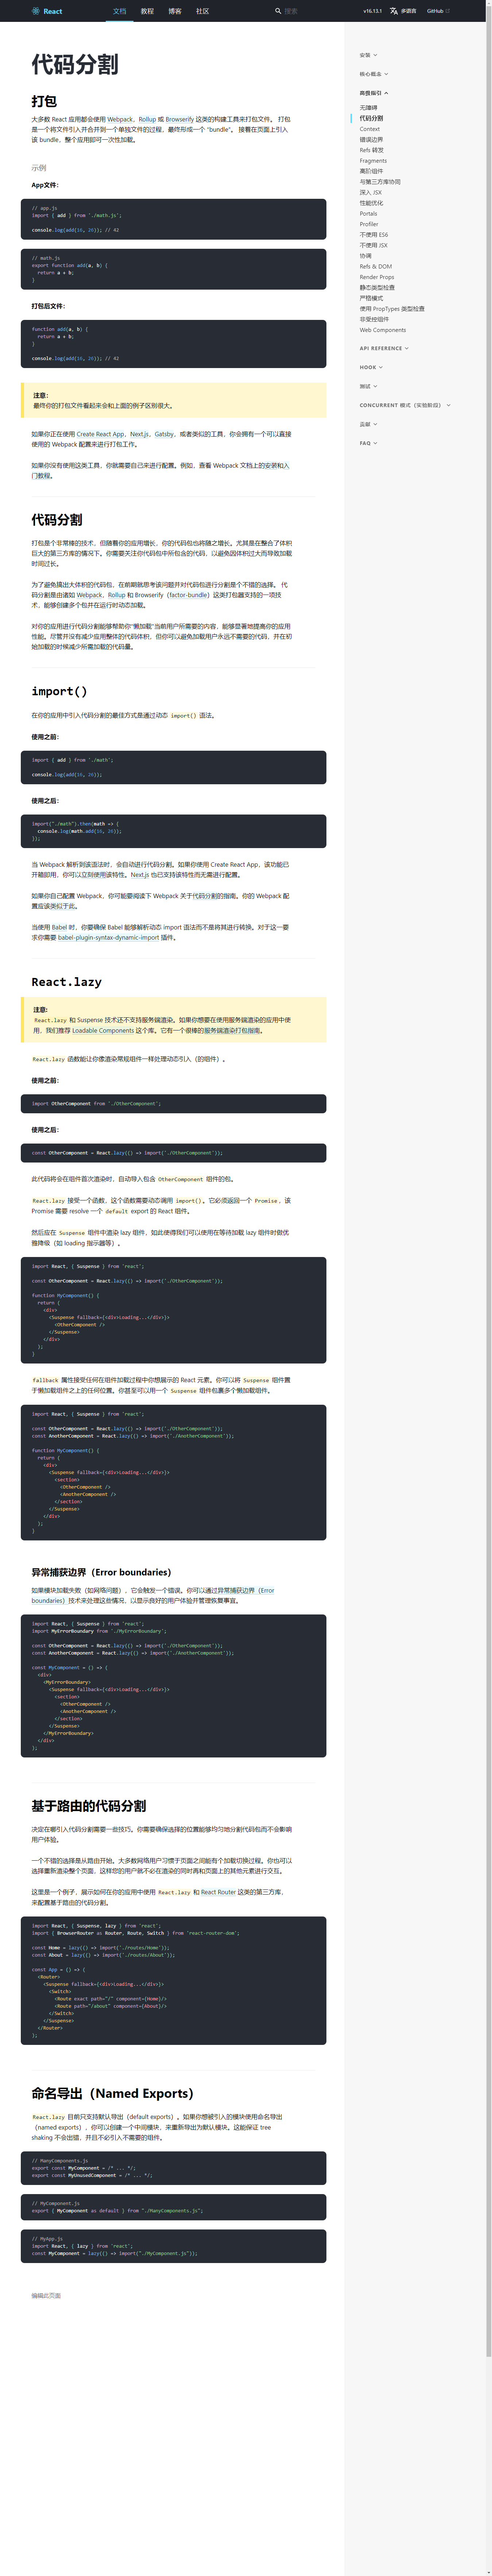 React
文档
教程
博客
社区
搜索
v16.13.1
多语言
GitHub
代码分割
打包
大多数 React 应用都会使用 Webpack，Rollup 或 Browserify 这类的构建工具来打包文件。 打包
是一个将文件引入并合并到一个单独文件的过程，最终形成一个 “bundle”。 接着在页面上引入
该 bundle，整个应用即可一次性加载。
示例
App文件：
// app.js
import { add } from './math.js';
console.log(add(16, 26)); // 42
// math.js
export function add(a, b) {
  return a + b;
}
打包后文件：
function add(a, b) {
  return a + b;
}
console.log(add(16, 26)); // 42
注意：
最终你的打包文件看起来会和上面的例子区别很大。
如果你正在使用 Create React App，Next.js，Gatsby，或者类似的工具，你会拥有一个可以直接
使用的 Webpack 配置来进行打包工作。
如果你没有使用这类工具，你就需要自己来进行配置。例如，查看 Webpack 文档上的安装和入
门教程。
代码分割
打包是个非常棒的技术，但随着你的应用增长，你的代码包也将随之增长。尤其是在整合了体积
巨大的第三方库的情况下。你需要关注你代码包中所包含的代码，以避免因体积过大而导致加载
时间过长。
为了避免搞出大体积的代码包，在前期就思考该问题并对代码包进行分割是个不错的选择。 代
码分割是由诸如 Webpack，Rollup 和 Browserify（factor-bundle）这类打包器支持的一项技
术，能够创建多个包并在运行时动态加载。
对你的应用进行代码分割能够帮助你“懒加载”当前用户所需要的内容，能够显著地提高你的应用
性能。尽管并没有减少应用整体的代码体积，但你可以避免加载用户永远不需要的代码，并在初
始加载的时候减少所需加载的代码量。
import()
在你的应用中引入代码分割的最佳方式是通过动态 import() 语法。
使用之前：
import { add } from './math';
console.log(add(16, 26));
使用之后：
import("./math").then(math => {
  console.log(math.add(16, 26));
});
当 Webpack 解析到该语法时，会自动进行代码分割。如果你使用 Create React App，该功能已
开箱即用，你可以立刻使用该特性。Next.js 也已支持该特性而无需进行配置。
如果你自己配置 Webpack，你可能要阅读下 Webpack 关于代码分割的指南。你的 Webpack 配
置应该类似于此。
当使用 Babel 时，你要确保 Babel 能够解析动态 import 语法而不是将其进行转换。对于这一要
求你需要 babel-plugin-syntax-dynamic-import 插件。
React.lazy
注意:
React.lazy 和 Suspense 技术还不支持服务端渲染。如果你想要在使用服务端渲染的应用中使
用，我们推荐 Loadable Components 这个库。它有一个很棒的服务端渲染打包指南。
React.lazy 函数能让你像渲染常规组件一样处理动态引入（的组件）。
使用之前：
import OtherComponent from './OtherComponent';
使用之后：
const OtherComponent = React.lazy(() => import('./OtherComponent'));
此代码将会在组件首次渲染时，自动导入包含 OtherComponent 组件的包。
React.lazy 接受一个函数，这个函数需要动态调用 import()。它必须返回一个 Promise，该
Promise 需要 resolve 一个 default export 的 React 组件。
然后应在 Suspense 组件中渲染 lazy 组件，如此使得我们可以使用在等待加载 lazy 组件时做优
雅降级（如 loading 指示器等）。
import React, { Suspense } from 'react';
const OtherComponent = React.lazy(() => import('./OtherComponent'));
function MyComponent() {
  return (
    <div>
      <Suspense fallback={<div>Loading...</div>}>
        <OtherComponent />
      </Suspense>
    </div>
  );
}
fallback 属性接受任何在组件加载过程中你想展示的 React 元素。你可以将 Suspense 组件置
于懒加载组件之上的任何位置。你甚至可以用一个 Suspense 组件包裹多个懒加载组件。
import React, { Suspense } from 'react';
const OtherComponent = React.lazy(() => import('./OtherComponent'));
const AnotherComponent = React.lazy(() => import('./AnotherComponent'));
function MyComponent() {
  return (
    <div>
      <Suspense fallback={<div>Loading...</div>}>
        <section>
          <OtherComponent />
          <AnotherComponent />
        </section>
      </Suspense>
    </div>
  );
}
异常捕获边界（Error boundaries）
如果模块加载失败（如网络问题），它会触发一个错误。你可以通过异常捕获边界（Error
boundaries）技术来处理这些情况，以显示良好的用户体验并管理恢复事宜。
import React, { Suspense } from 'react';
import MyErrorBoundary from './MyErrorBoundary';
const OtherComponent = React.lazy(() => import('./OtherComponent'));
const AnotherComponent = React.lazy(() => import('./AnotherComponent'));
const MyComponent = () => (
  <div>
    <MyErrorBoundary>
      <Suspense fallback={<div>Loading...</div>}>
        <section>
          <OtherComponent />
          <AnotherComponent />
        </section>
      </Suspense>
    </MyErrorBoundary>
  </div>
);
基于路由的代码分割
决定在哪引入代码分割需要一些技巧。你需要确保选择的位置能够均匀地分割代码包而不会影响
用户体验。
一个不错的选择是从路由开始。大多数网络用户习惯于页面之间能有个加载切换过程。你也可以
选择重新渲染整个页面，这样您的用户就不必在渲染的同时再和页面上的其他元素进行交互。
这里是一个例子，展示如何在你的应用中使用 React.lazy 和 React Router 这类的第三方库，
来配置基于路由的代码分割。
import React, { Suspense, lazy } from 'react';
import { BrowserRouter as Router, Route, Switch } from 'react-router-dom';
const Home = lazy(() => import('./routes/Home'));
const About = lazy(() => import('./routes/About'));
const App = () => (
  <Router>
    <Suspense fallback={<div>Loading...</div>}>
      <Switch>
        <Route exact path="/" component={Home}/>
        <Route path="/about" component={About}/>
      </Switch>
    </Suspense>
  </Router>
);
命名导出（Named Exports）
React.lazy 目前只支持默认导出（default exports）。如果你想被引入的模块使用命名导出
（named exports），你可以创建一个中间模块，来重新导出为默认模块。这能保证 tree
shaking 不会出错，并且不必引入不需要的组件。
// ManyComponents.js
export const MyComponent = /* ... */;
export const MyUnusedComponent = /* ... */;
// MyComponent.js
export { MyComponent as default } from "./ManyComponents.js";
// MyApp.js
import React, { lazy } from 'react';
const MyComponent = lazy(() => import("./MyComponent.js"));
编辑此页面
安装
核心概念
高级指引
无障碍
代码分割
Context
错误边界
Refs 转发
Fragments
高阶组件
与第三方库协同
深入 JSX
性能优化
Portals
Profiler
不使用 ES6
不使用 JSX
协调
Refs & DOM
Render Props
静态类型检查
严格模式
使用 PropTypes 类型检查
非受控组件
Web Components
API REFERENCE
HOOK
测试
CONCURRENT 模式（实验阶段）
贡献
FAQ